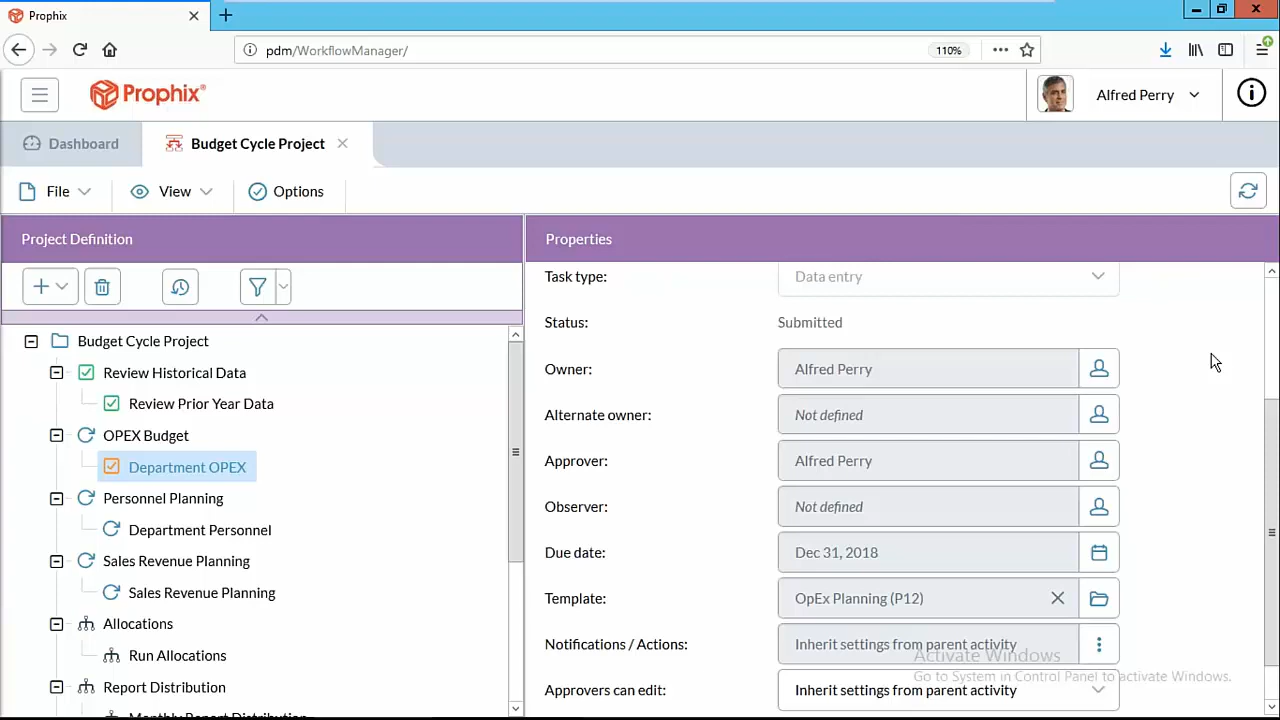 Prophix
pdm/WorkflowManager/
110%
Prophix®
Alfred Perry
Dashboard
Budget Cycle Project
File
View
Options
Project Definition
Properties
Task type:
Data entry
Status:
Submitted
Budget Cycle Project
Owner:
Alfred Perry
Review Historical Data
Review Prior Year Data
Alternate owner:
Not defined
OPEX Budget
Approver:
Alfred Perry
Department OPEX
Personnel Planning
Observer:
Not defined
Department Personnel
Due date:
Dec 31, 2018
Sales Revenue Planning
Sales Revenue Planning
Template:
OpEx Planning (P12)
Allocations
Notifications / Actions:
Inherit settings from parent activity
Run Allocations
Activate Windows
Go to System in Control Panel to activate Windows.
Report Distribution
Approvers can edit:
Inherit settings from parent activity
Monthly Report Distribution